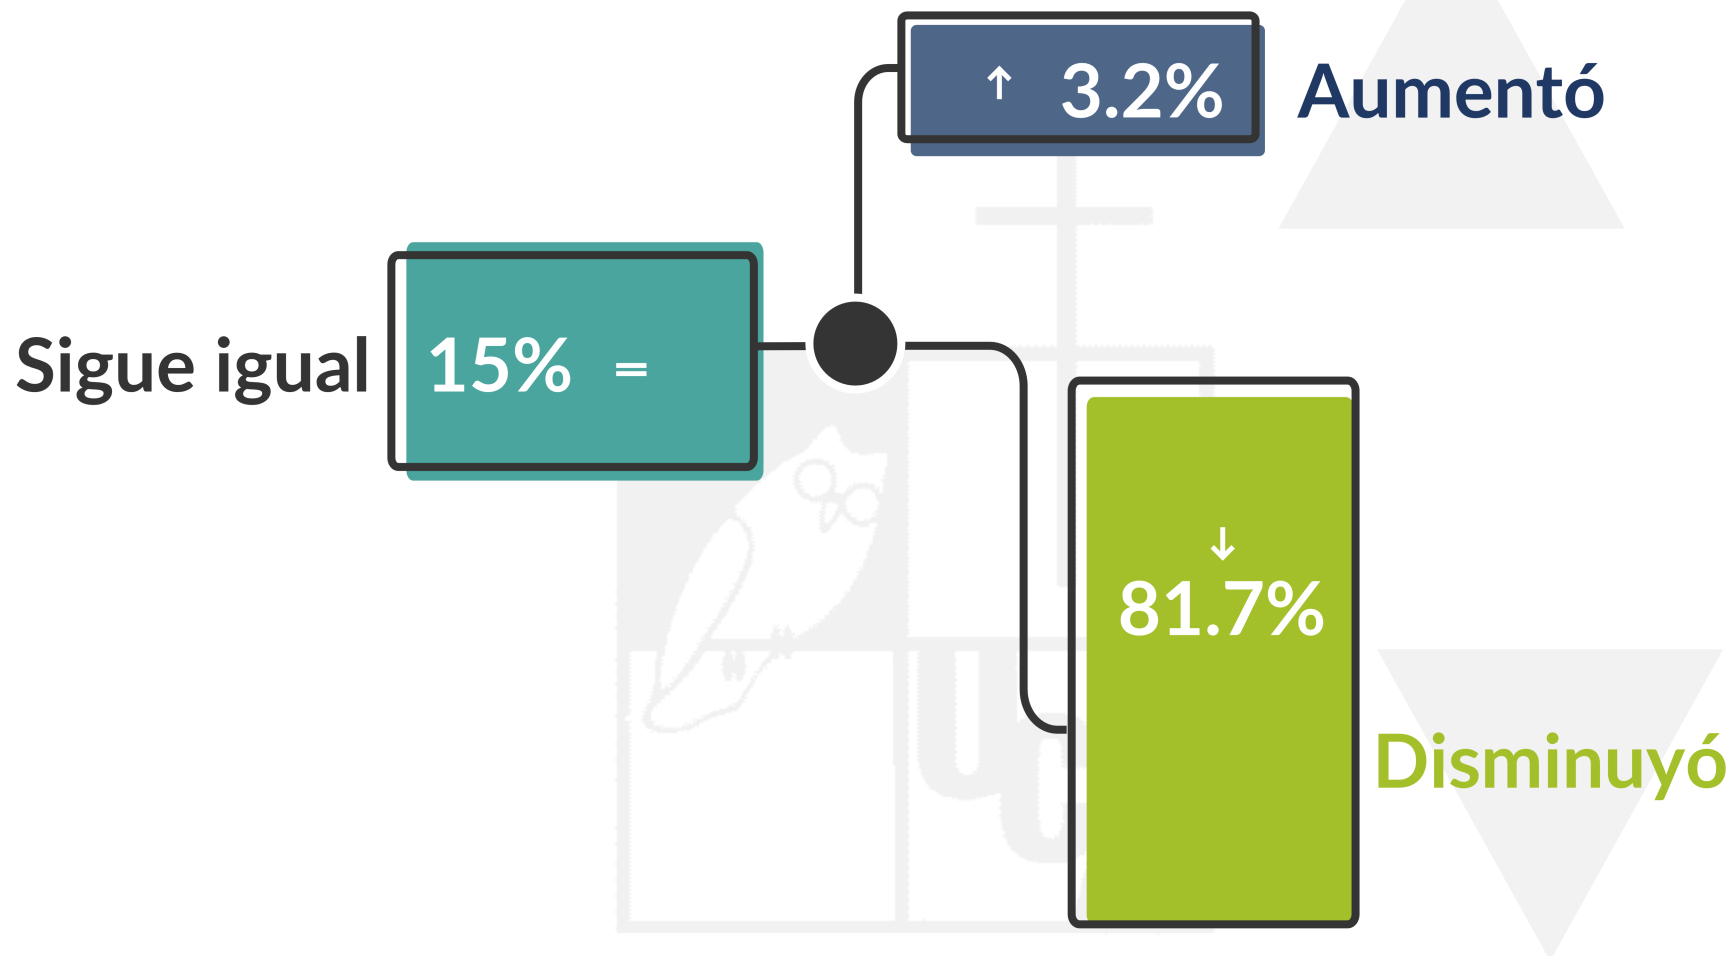 ↑ 3.2% Aumentó
Sigue igual 15% =
↓
81.7%
Disminuyó